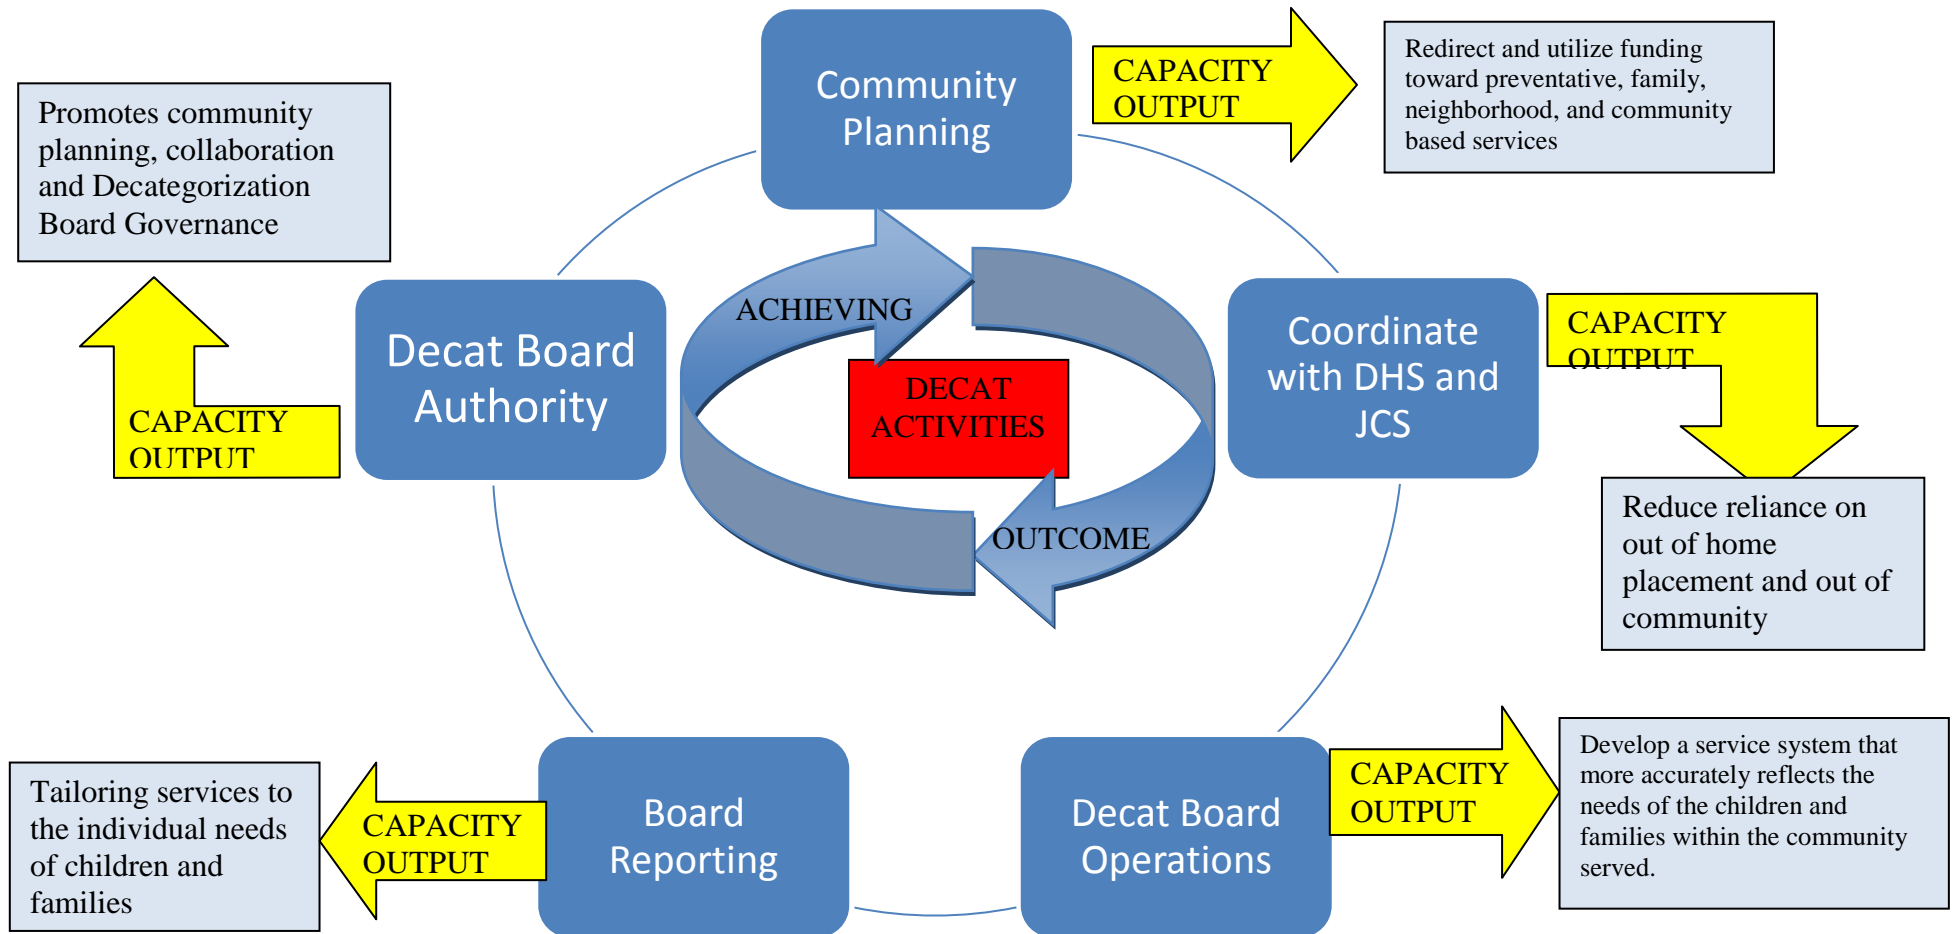 Community
Planning
CAPACITY
OUTPUT
Redirect and utilize funding
toward preventative, family,
neighborhood, and community
based services
Promotes community
planning, collaboration
and Decategorization
Board Governance
CAPACITY
OUTPUT
Decat Board
Authority
ACHIEVING
DECAT
ACTIVITIES
OUTCOME
Coordinate
with DHS and
JCS
CAPACITY
OUTPUT
Reduce reliance on
out of home
placement and out of
community
Tailoring services to
the individual needs
of children and
families
CAPACITY
OUTPUT
Board
Reporting
Decat Board
Operations
CAPACITY
OUTPUT
Develop a service system that
more accurately reflects the
needs of the children and
families within the community
served.